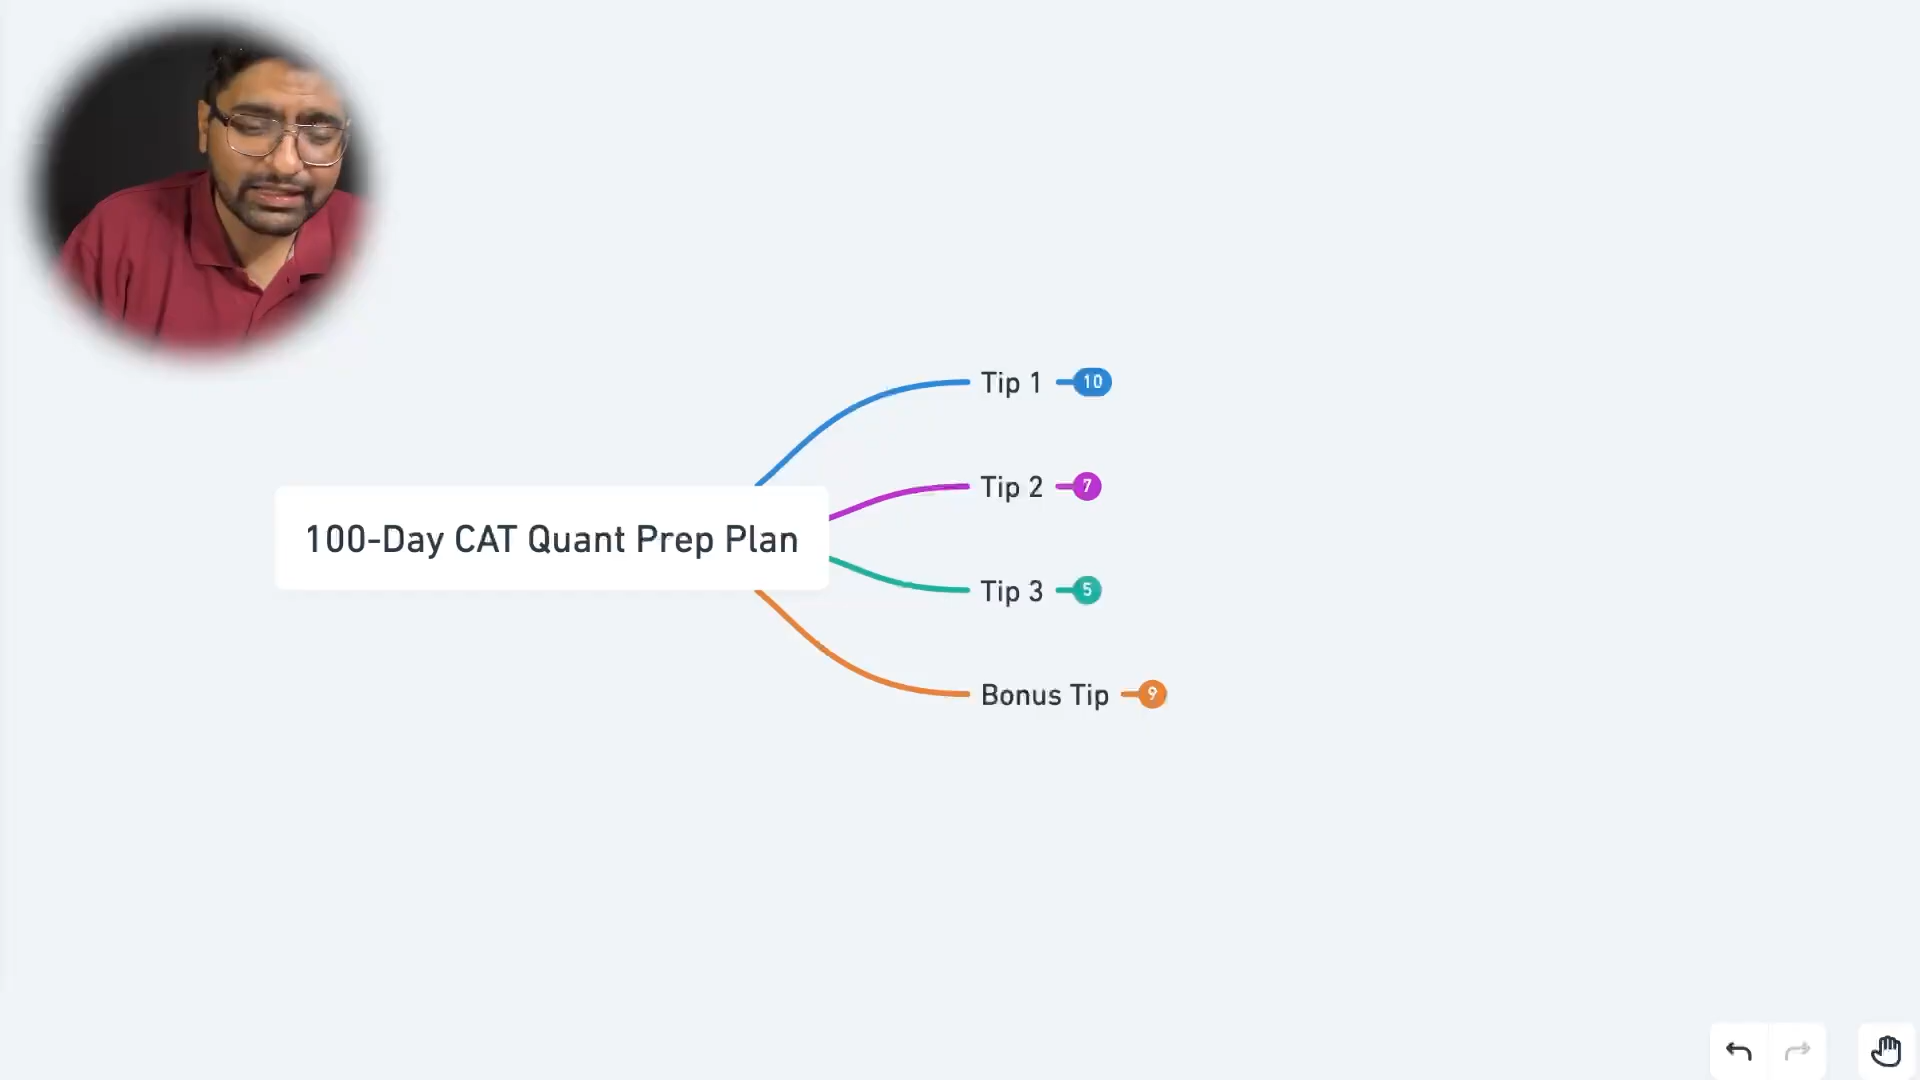 Tip 1 10
Tip 2 7
100-Day CAT Quant Prep Plan
Tip 3 5
Bonus Tip 9